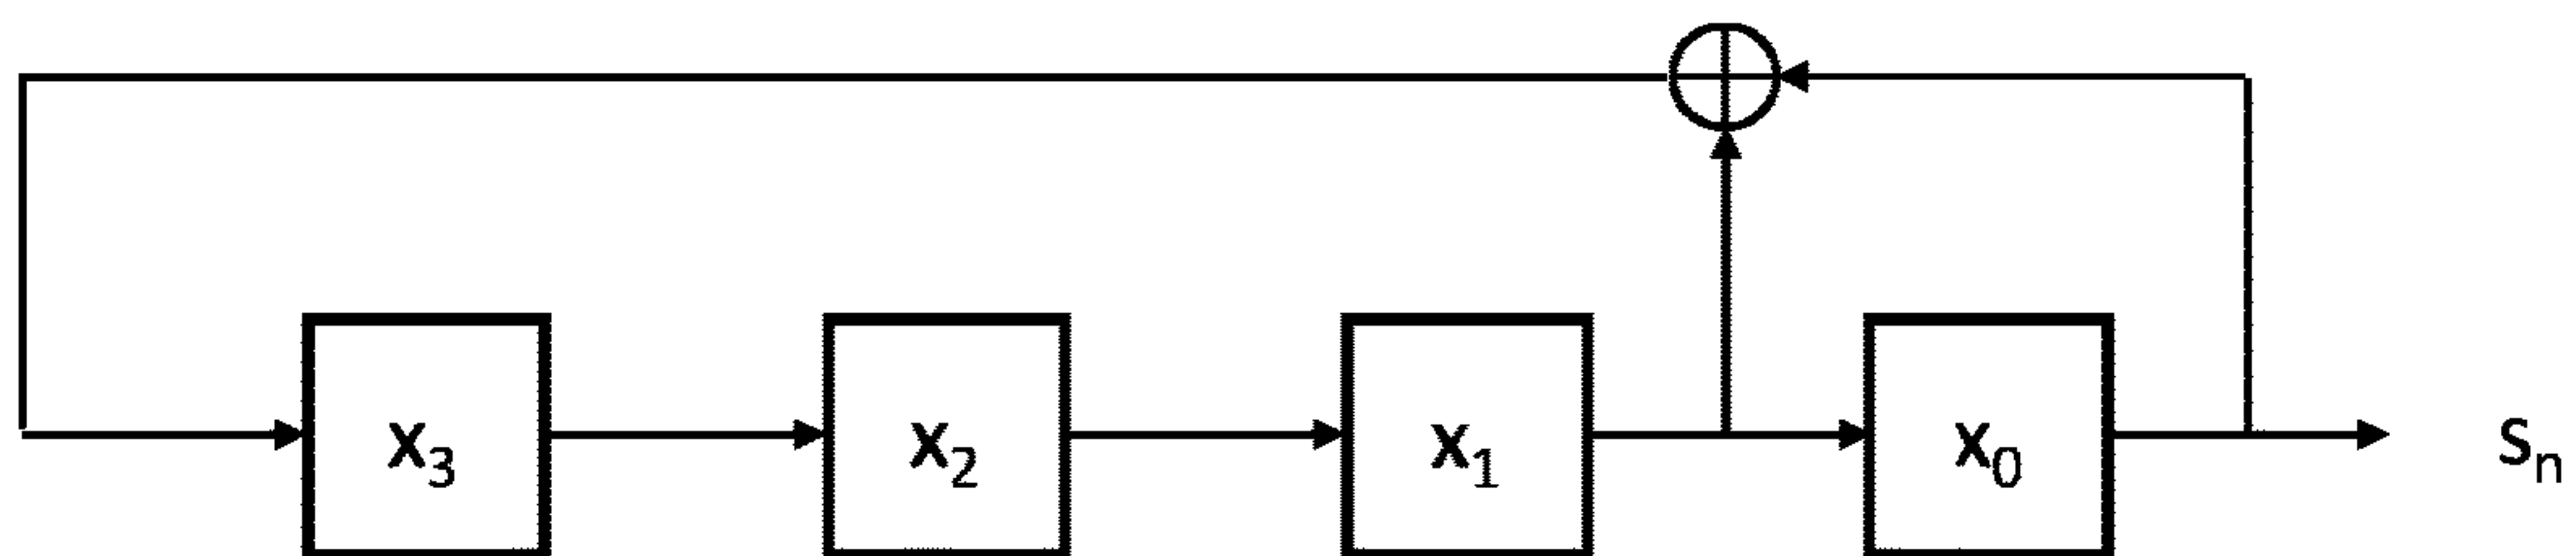 X₃ X₂ X₁ X₀ Sₙ